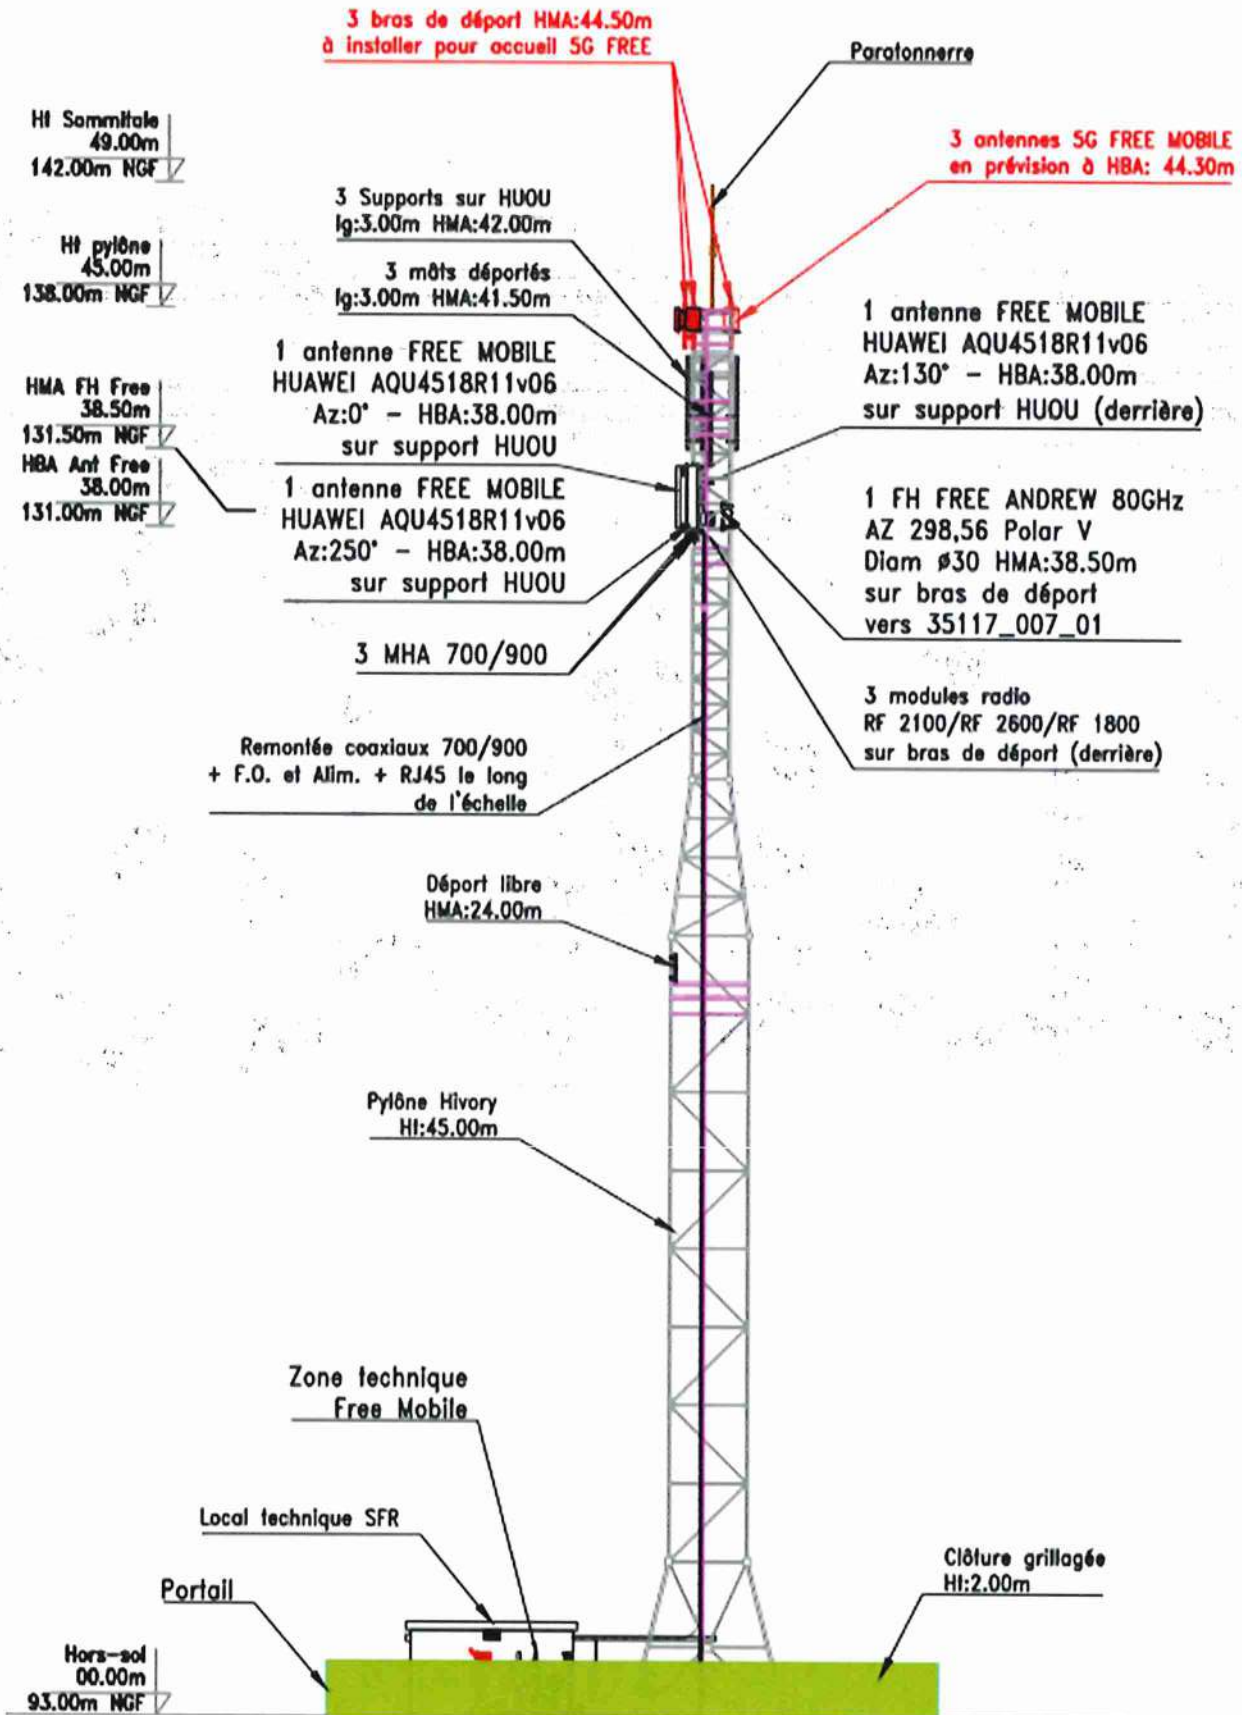 3 bras de déport HMA:44.50m
à installer pour accueil 5G FREE
Paratonnerre
Ht Sommitale
49.00m
142.00m NGF
3 antennes 5G FREE MOBILE
en prévision à HBA: 44.30m
3 Supports sur HUOU
lg:3.00m HMA:42.00m
Ht pylône
45.00m
138.00m NGF
3 mâts déportés
lg:3.00m HMA:41.50m
1 antenne FREE MOBILE
HUAWEI AQU4518R11v06
Az:130° - HBA:38.00m
sur support HUOU (derrière)
1 antenne FREE MOBILE
HUAWEI AQU4518R11v06
Az:0° - HBA:38.00m
sur support HUOU
HMA FH Free
38.50m
131.50m NGF
HBA Ant Free
38.00m
131.00m NGF
1 antenne FREE MOBILE
HUAWEI AQU4518R11v06
Az:250° - HBA:38.00m
sur support HUOU
1 FH FREE ANDREW 80GHz
AZ 298,56 Polar V
Diam ø30 HMA:38.50m
sur bras de déport
vers 35117_007_01
3 MHA 700/900
3 modules radio
RF 2100/RF 2600/RF 1800
sur bras de déport (derrière)
Remontée coaxiaux 700/900
+ F.O. et Alim. + RJ45 le long
de l'échelle
Déport libre
HMA:24.00m
Pylône Hivory
Ht:45.00m
Zone technique
Free Mobile
Local technique SFR
Clôture grillagée
Ht:2.00m
Portail
Hors-sol
00.00m
93.00m NGF